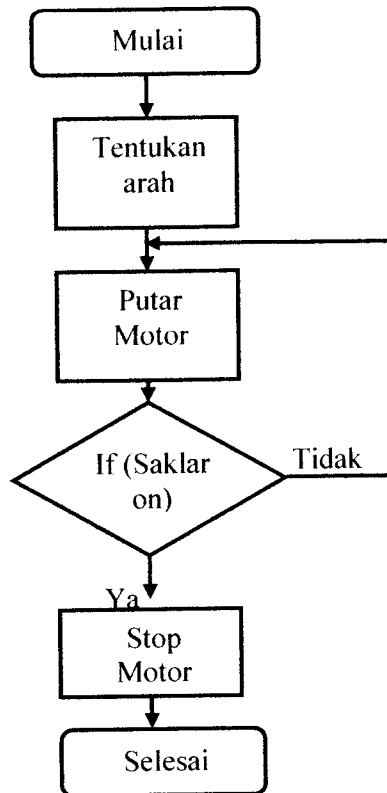 Mulai
Tentukan
arah
Putar
Motor
If (Saklar
on)
Tidak
Ya
Stop
Motor
Selesai